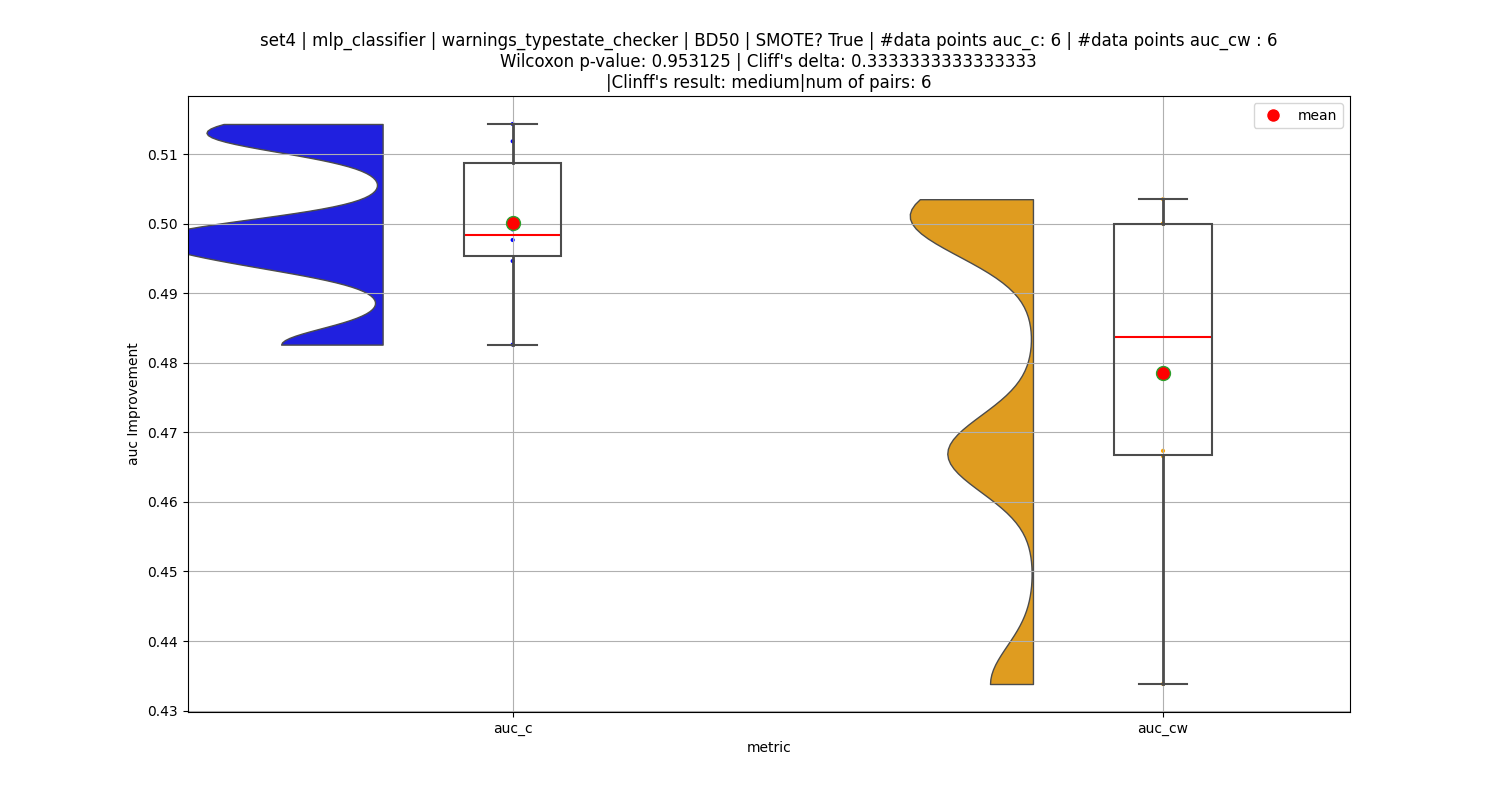 set4 | mlp_classifier | warnings_typestate_checker | BD50 | SMOTE? True | #data points auc_c: 6 | #data points auc_cw : 6
Wilcoxon p-value: 0.953125 | Cliff's delta: 0.3333333333333333
|Clinff's result: medium|num of pairs: 6
mean
0.51
0.50
0.49
0.48
0.47
0.46
0.45
0.44
0.43
auc Improvement
auc_c
auc_cw
metric